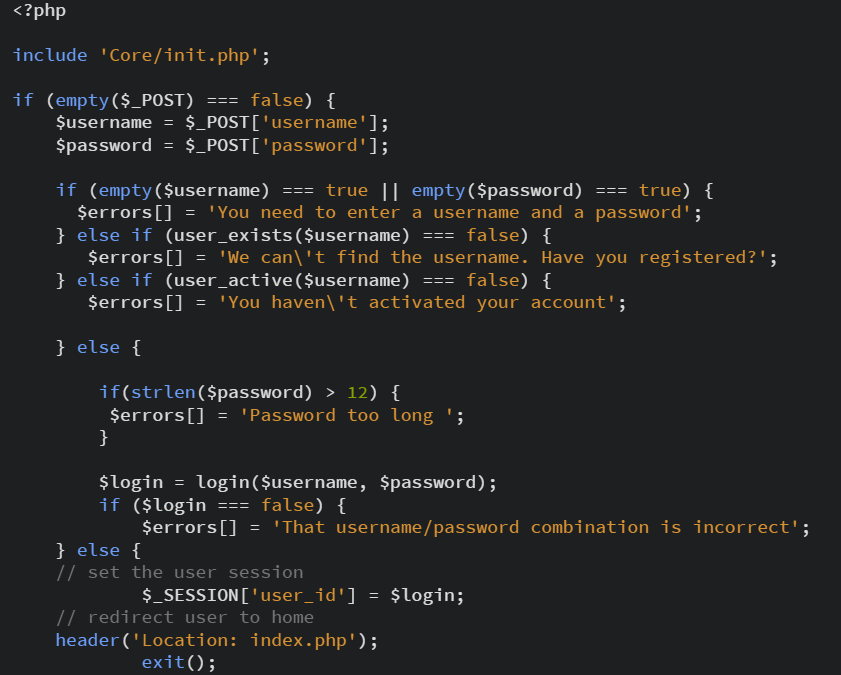 <?php
include 'Core/init.php';
if (empty($_POST) === false) {
    $username = $_POST['username'];
    $password = $_POST['password'];
    if (empty($username) === true || empty($password) === true) {
      $errors[] = 'You need to enter a username and a password';
    } else if (user_exists($username) === false) {
       $errors[] = 'We can\'t find the username. Have you registered?';
    } else if (user_active($username) === false) {
       $errors[] = 'You haven\'t activated your account';
    } else {
        if(strlen($password) > 12) {
         $errors[] = 'Password too long ';
        }
        $login = login($username, $password);
        if ($login === false) {
            $errors[] = 'That username/password combination is incorrect';
    } else {
    // set the user session
            $_SESSION['user_id'] = $login;
    // redirect user to home
    header('Location: index.php');
            exit();